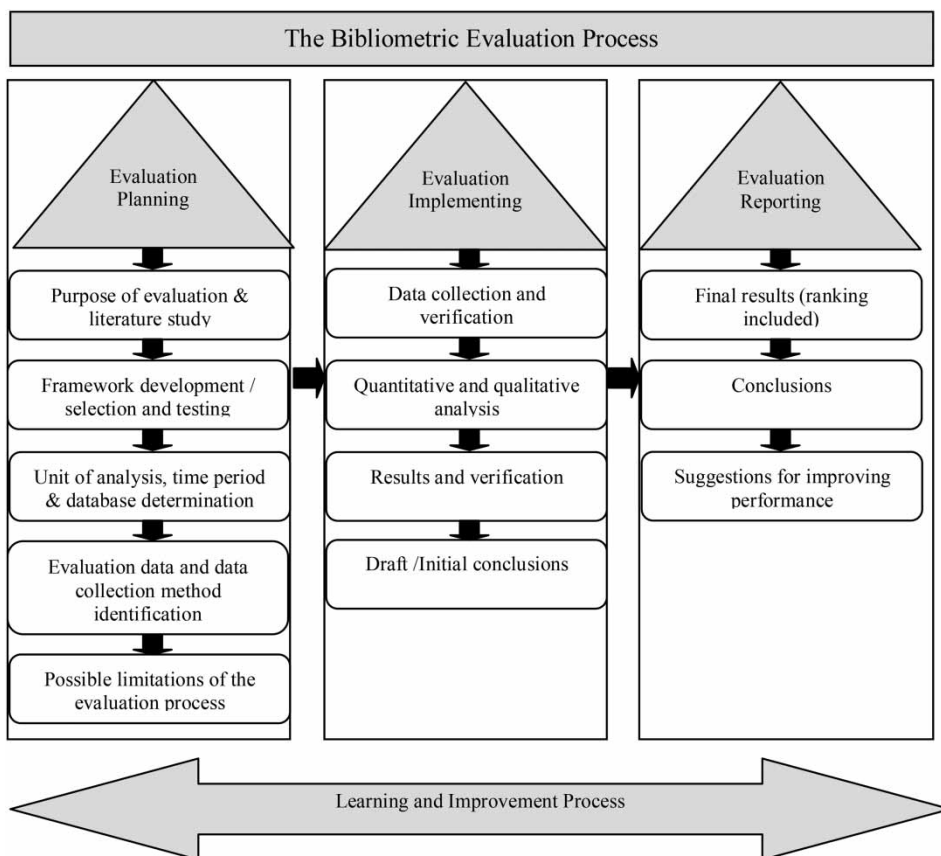 The Bibliometric Evaluation Process
Evaluation
Planning
Purpose of evaluation &
literature study
Framework development /
selection and testing
Unit of analysis, time period
& database determination
Evaluation data and data
collection method
identification
Possible limitations of the
evaluation process
Evaluation
Implementing
Data collection and
verification
Quantitative and qualitative
analysis
Results and verification
Draft /Initial conclusions
Evaluation
Reporting
Final results (ranking
included)
Conclusions
Suggestions for improving
performance
Learning and Improvement Process